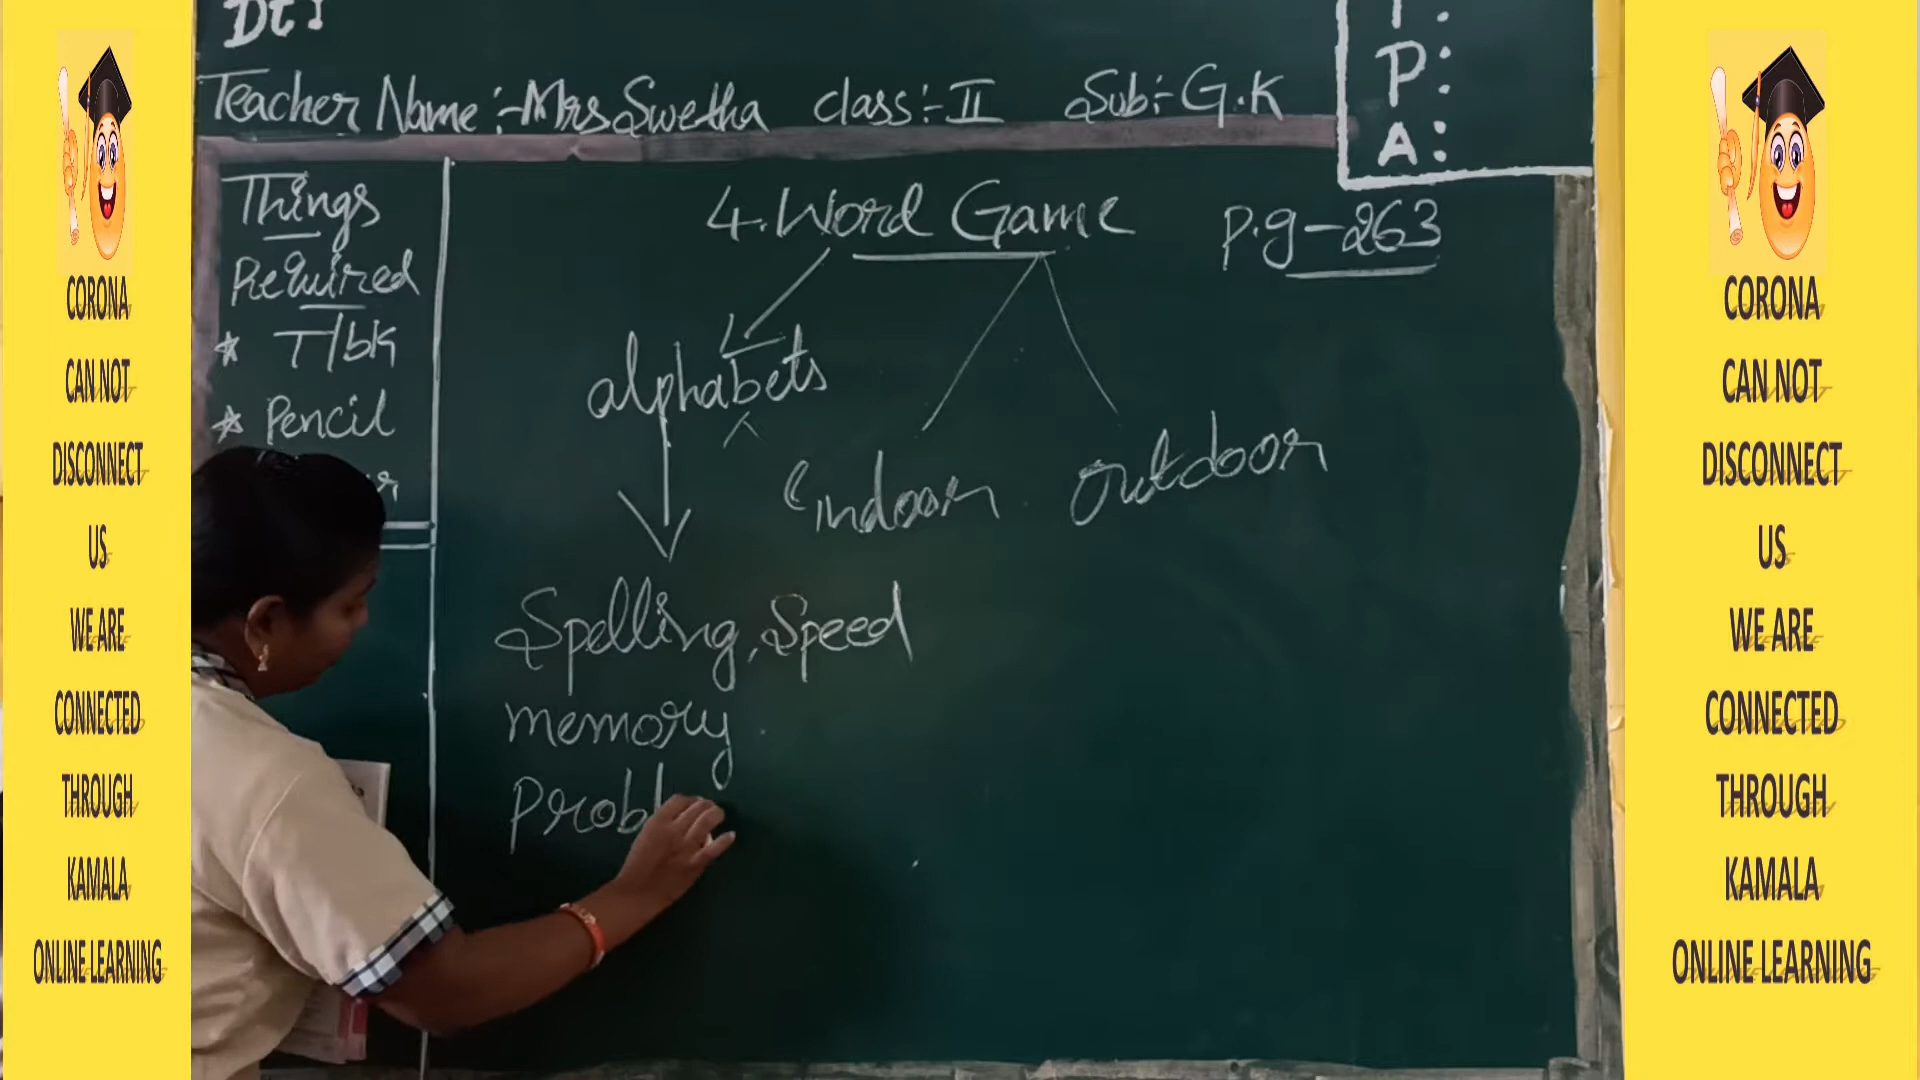 CORONA
CAN NOT
DISCONNECT
US
WE ARE
CONNECTED
THROUGH
KAMALA
ONLINE LEARNING
Dt:
Teacher Name :- Mrs Swetha class:- II Sub:- G.K
P:
A:
Things
Required
* T/bk
* Pencil
4. Word Game P.g-263
alphabets
indoor outdoor
Spelling, Speed
memory
Probl
CORONA
CAN NOT
DISCONNECT
US
WE ARE
CONNECTED
THROUGH
KAMALA
ONLINE LEARNING